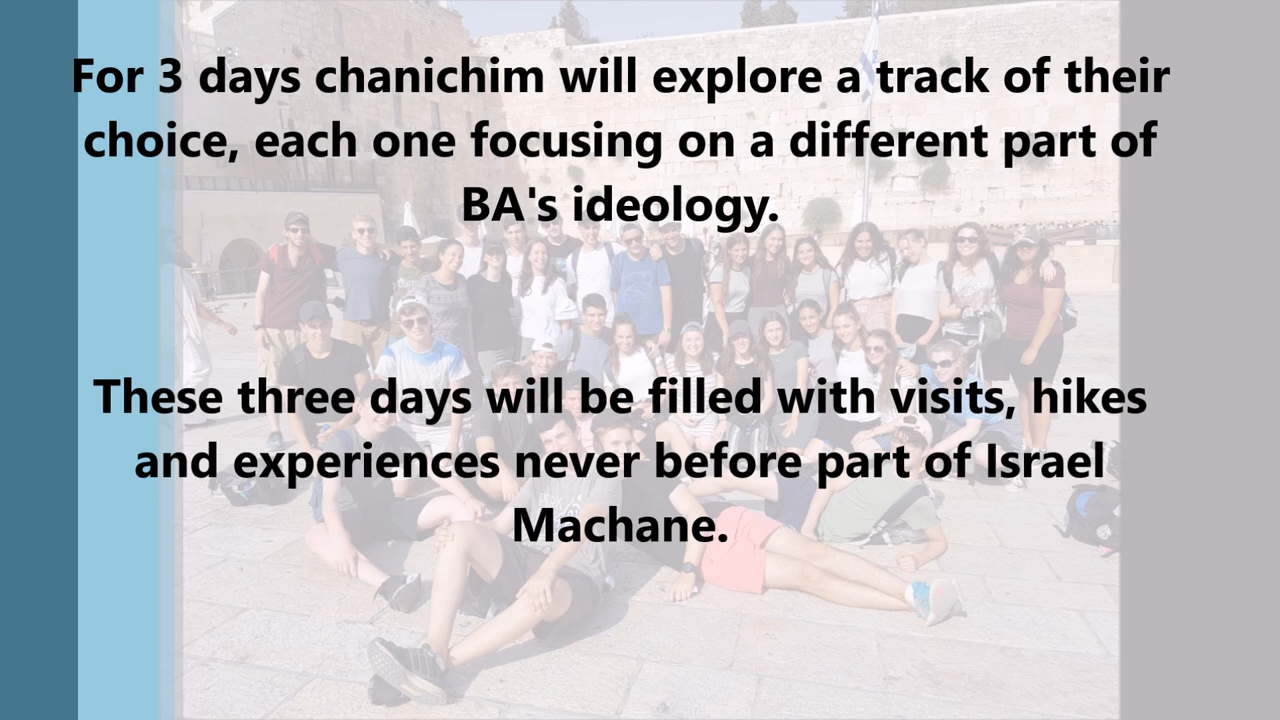 For 3 days chanichim will explore a track of their
choice, each one focusing on a different part of
BA's ideology.
These three days will be filled with visits, hikes
and experiences never before part of Israel
Machane.